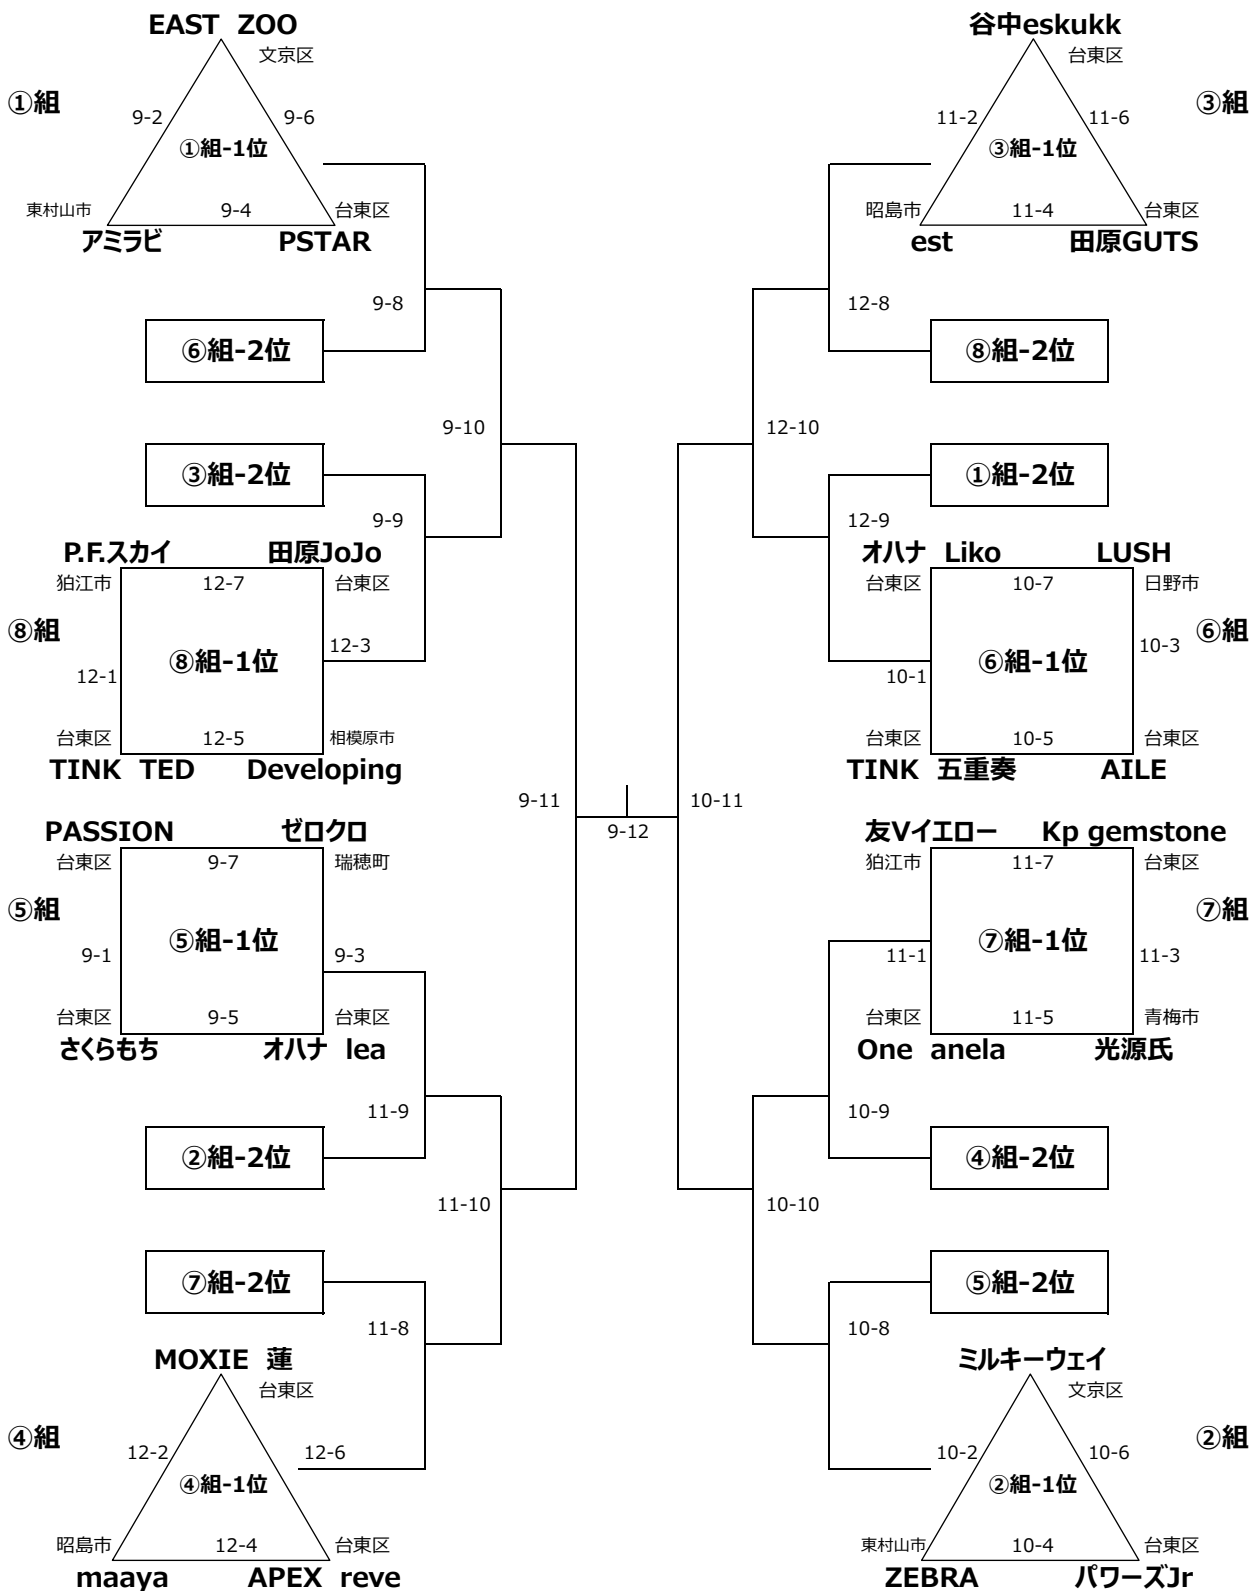 EAST ZOO
文京区
①組
9-2
9-6
①組-1位
東村山市
9-4
台東区
アミラビ
PSTAR
9-8
⑥組-2位
9-10
③組-2位
9-9
P.F.スカイ
田原JoJo
狛江市
12-7
台東区
⑧組
12-3
⑧組-1位
12-1
台東区
12-5
相模原市
TINK TED
Developing
9-11
PASSION
ゼロクロ
台東区
9-7
瑞穂町
⑤組
⑤組-1位
9-1
9-3
台東区
9-5
台東区
さくらもち
オハナ lea
11-9
②組-2位
11-10
⑦組-2位
11-8
MOXIE 蓮
台東区
④組
12-2
12-6
④組-1位
昭島市
12-4
台東区
maaya
APEX reve
9-12
谷中eskukk
台東区
③組
11-2
11-6
③組-1位
昭島市
11-4
台東区
est
田原GUTS
12-8
⑧組-2位
12-10
①組-2位
12-9
オハナ Liko
LUSH
台東区
10-7
日野市
⑥組
10-3
⑥組-1位
10-1
台東区
10-5
台東区
TINK 五重奏
AILE
10-11
友Vイエロー
Kp gemstone
狛江市
11-7
台東区
⑦組
⑦組-1位
11-1
11-3
台東区
11-5
青梅市
One anela
光源氏
10-9
④組-2位
10-10
⑤組-2位
10-8
ミルキーウェイ
文京区
②組
10-2
10-6
②組-1位
東村山市
10-4
台東区
ZEBRA
パワーズJr